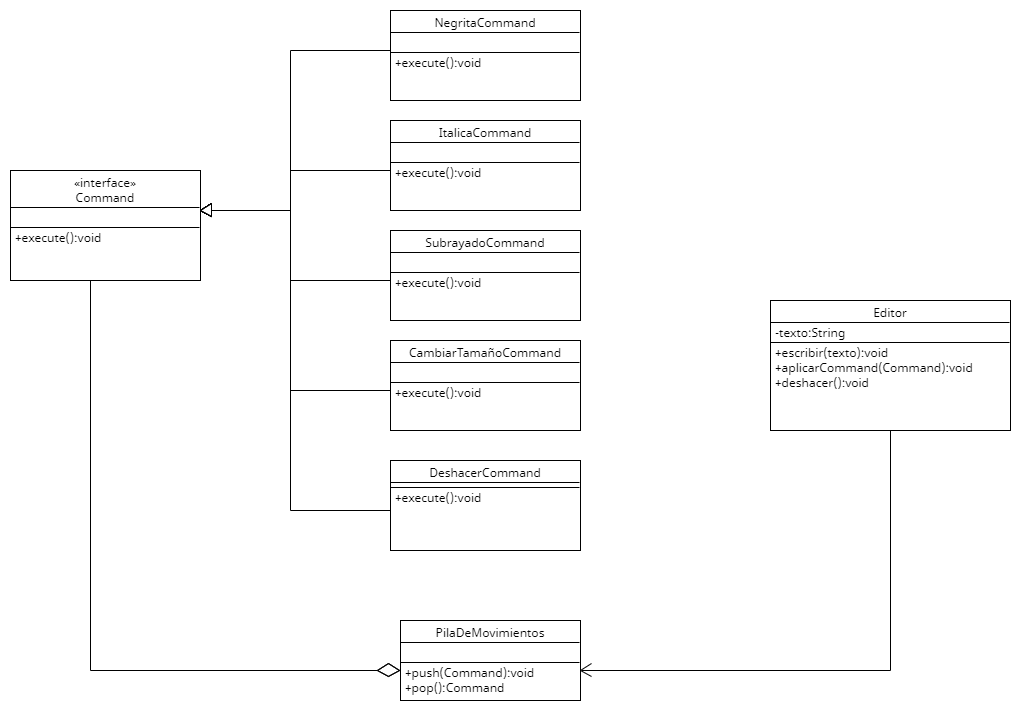 NegritaCommand
+execute():void
ItalicaCommand
+execute():void
«interface»
Command
+execute():void
SubrayadoCommand
+execute():void
CambiarTamañoCommand
+execute():void
Editor
-texto:String
+escribir(texto):void
+aplicarCommand(Command):void
+deshacer():void
DeshacerCommand
+execute():void
PilaDeMovimientos
+push(Command):void
+pop():Command